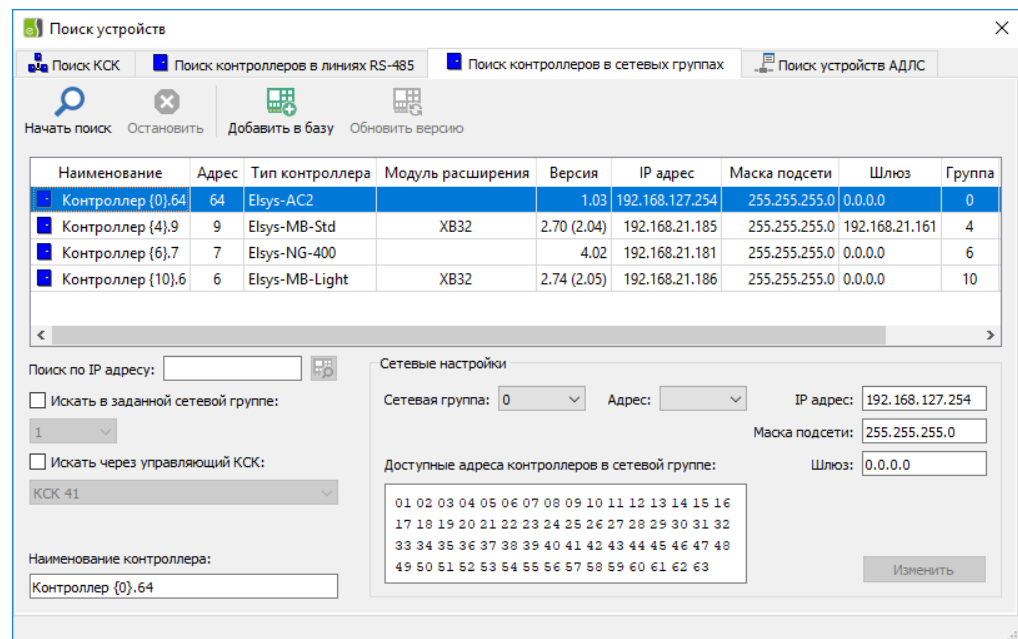 Поиск устройств
Поиск КСК Поиск контроллеров в линиях RS-485 Поиск контроллеров в сетевых группах Поиск устройств АДЛС
Начать поиск Остановить Добавить в базу Обновить версию
Наименование Адрес Тип контроллера Модуль расширения Версия IP адрес Маска подсети Шлюз Группа
Контроллер {0}.64 64 Elsys-AC2 1.03 192.168.127.254 255.255.255.0 0.0.0.0 0
Контроллер {4}.9 9 Elsys-MB-Std XB32 2.70 (2.04) 192.168.21.185 255.255.255.0 192.168.21.161 4
Контроллер {6}.7 7 Elsys-NG-400 4.02 192.168.21.181 255.255.255.0 0.0.0.0 6
Контроллер {10}.6 6 Elsys-MB-Light XB32 2.74 (2.05) 192.168.21.186 255.255.255.0 0.0.0.0 10
Поиск по IP адресу:
Искать в заданной сетевой группе:
1
Искать через управляющий КСК:
КСК 41
Наименование контроллера:
Контроллер {0}.64
Сетевые настройки
Сетевая группа: 0 Адрес: IP адрес: 192.168.127.254
Маска подсети: 255.255.255.0
Доступные адреса контроллеров в сетевой группе: Шлюз: 0.0.0.0
01 02 03 04 05 06 07 08 09 10 11 12 13 14 15 16
17 18 19 20 21 22 23 24 25 26 27 28 29 30 31 32
33 34 35 36 37 38 39 40 41 42 43 44 45 46 47 48
49 50 51 52 53 54 55 56 57 58 59 60 61 62 63
Изменить